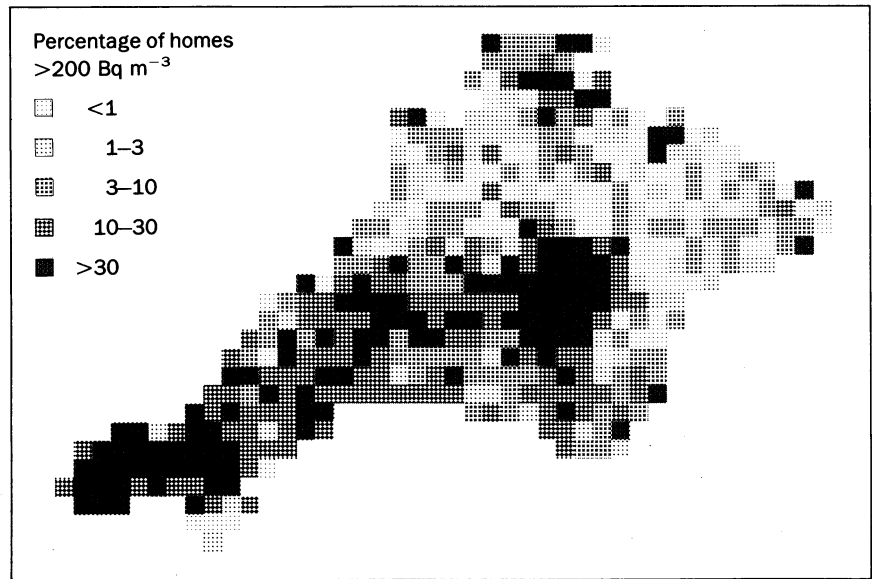 Percentage of homes
>200 Bq m⁻³
<1
1–3
3–10
10–30
>30